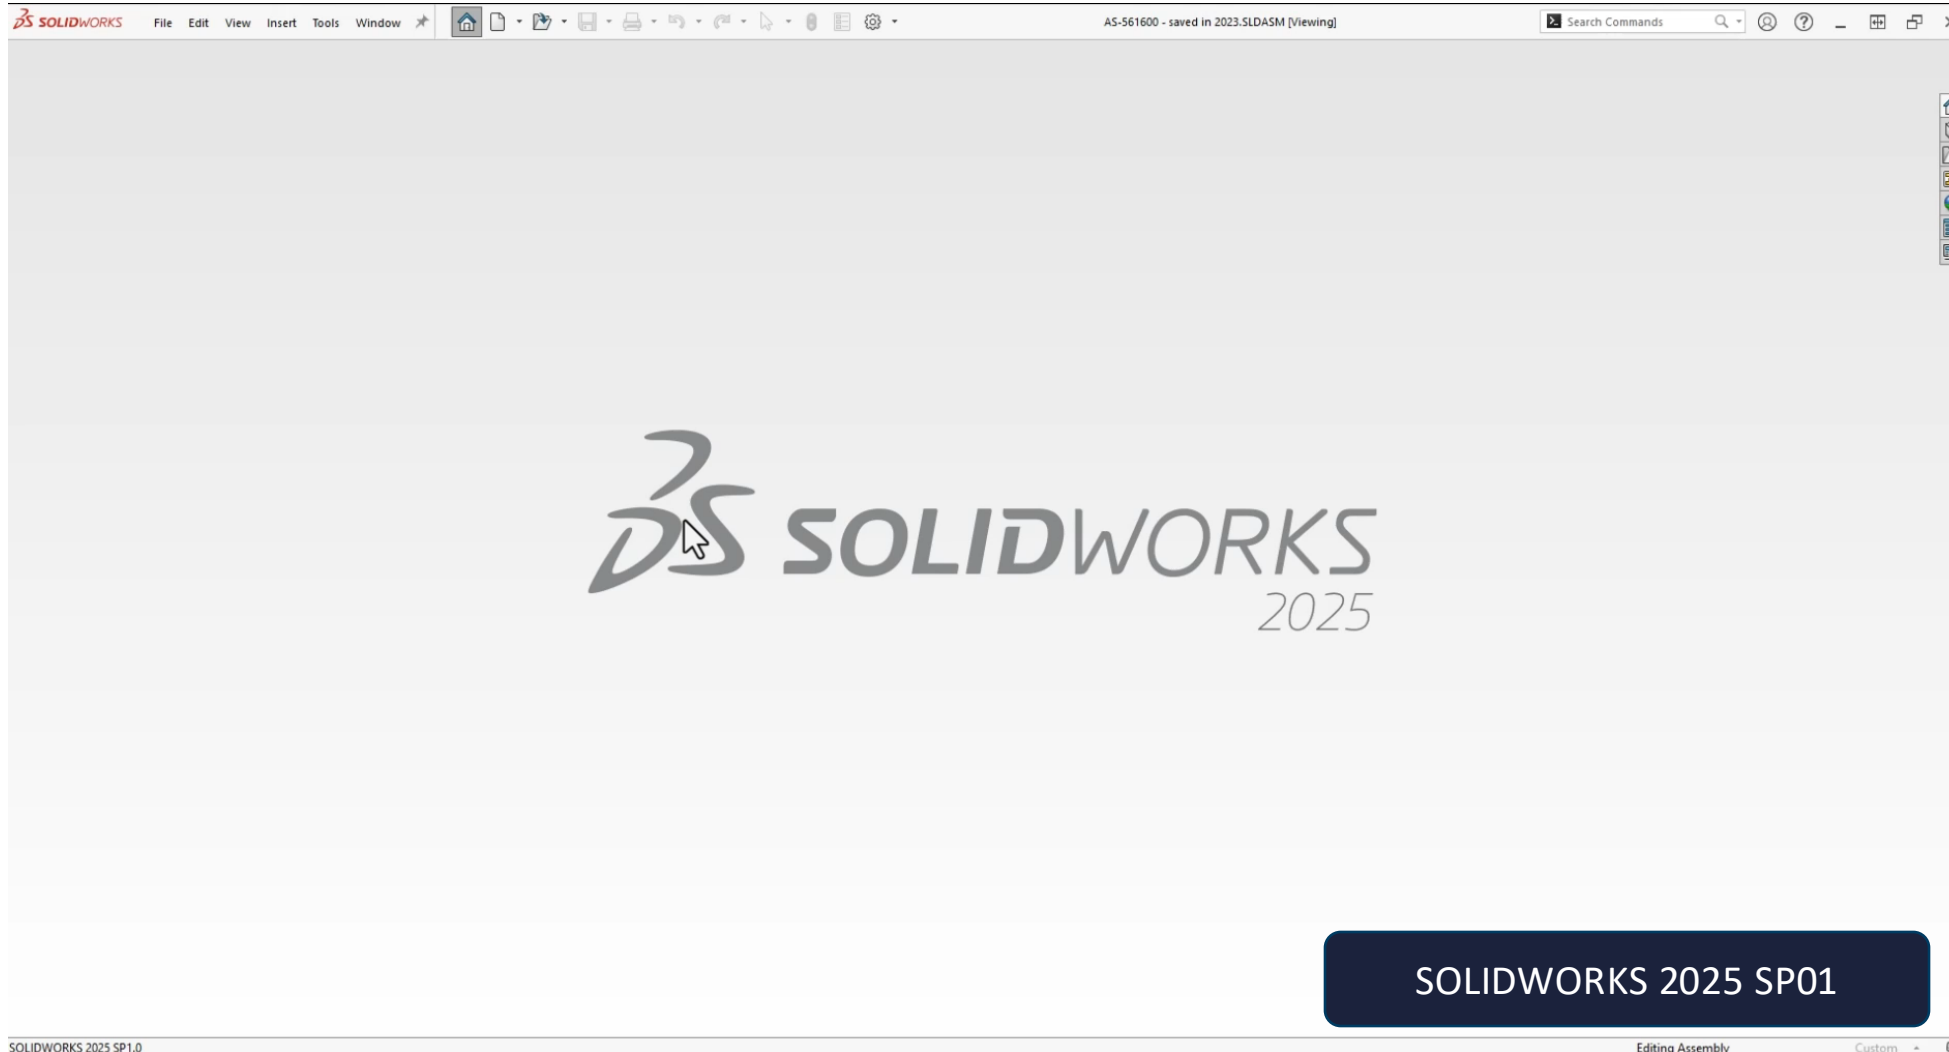 SOLIDWORKS File Edit View Insert Tools Window AS-561600 - saved in 2023.SLDASM [Viewing] Search Commands
SOLIDWORKS
2025
SOLIDWORKS 2025 SP01
SOLIDWORKS 2025 SP1.0 Editing Assembly Custom